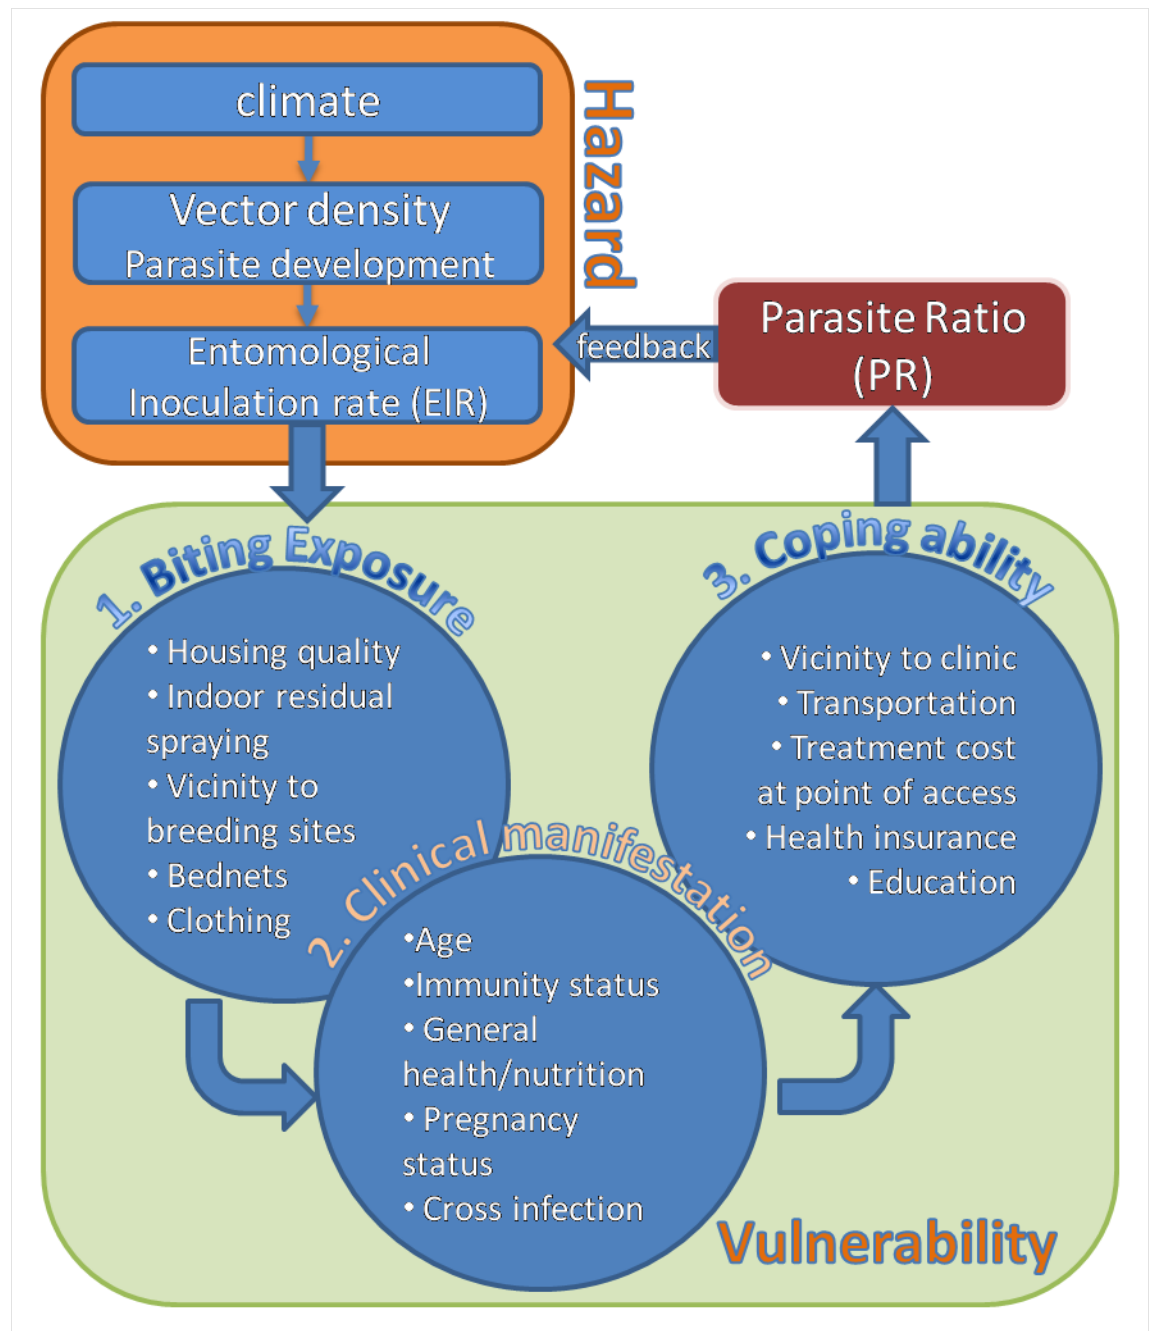 climate
Hazard
Vector density
Parasite development
Entomological
Inoculation rate (EIR)
feedback
Parasite Ratio
(PR)
1. Biting Exposure
• Housing quality
• Indoor residual
spraying
• Vicinity to
breeding sites
• Bednets
• Clothing
2. Clinical manifestation
•Age
•Immunity status
• General
health/nutrition
• Pregnancy
status
• Cross infection
3. Coping ability
• Vicinity to clinic
• Transportation
• Treatment cost
at point of access
• Health insurance
• Education
Vulnerability